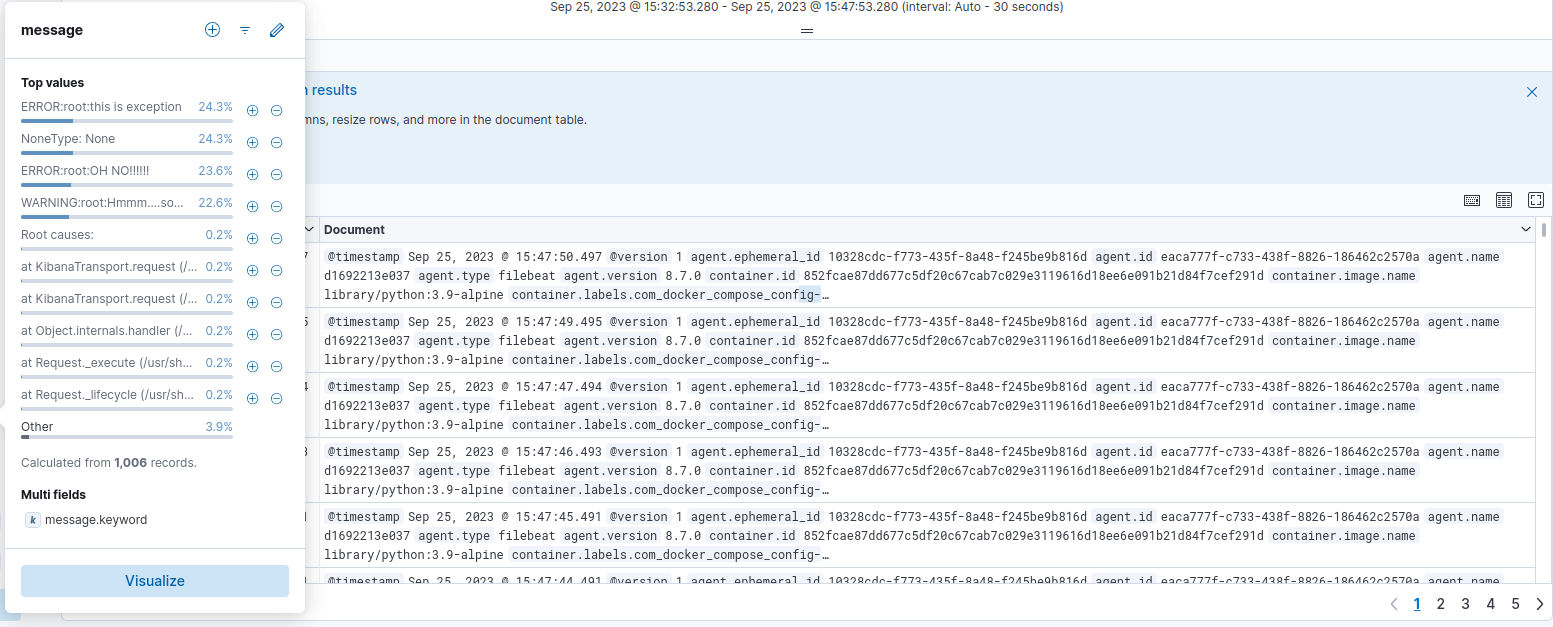 Sep 25, 2023 @ 15:32:53.280 - Sep 25, 2023 @ 15:47:53.280 (interval: Auto - 30 seconds)
message
Top values
ERROR:root:this is exception 24.3%
NoneType: None 24.3%
ERROR:root:OH NO!!!!!! 23.6%
WARNING:root:Hmmm....so... 22.6%
Root causes: 0.2%
at KibanaTransport.request (/... 0.2%
at KibanaTransport.request (/... 0.2%
at Object.internals.handler (/... 0.2%
at Request._execute (/usr/sh... 0.2%
at Request._lifecycle (/usr/sh... 0.2%
Other 3.9%
Calculated from 1,006 records.
Multi fields
k message.keyword
Visualize
results
resize rows, and more in the document table.
Document
7 @timestamp Sep 25, 2023 @ 15:47:50.497 @version 1 agent.ephemeral_id 10328cdc-f773-435f-8a48-f245be9b816d agent.id eaca777f-c733-438f-8826-186462c2570a agent.name
d1692213e037 agent.type filebeat agent.version 8.7.0 container.id 852fcae87dd677c5df20c67cab7c029e3119616d18ee6e091b21d84f7cef291d container.image.name
library/python:3.9-alpine container.labels.com_docker_compose_config-…
5 @timestamp Sep 25, 2023 @ 15:47:49.495 @version 1 agent.ephemeral_id 10328cdc-f773-435f-8a48-f245be9b816d agent.id eaca777f-c733-438f-8826-186462c2570a agent.name
d1692213e037 agent.type filebeat agent.version 8.7.0 container.id 852fcae87dd677c5df20c67cab7c029e3119616d18ee6e091b21d84f7cef291d container.image.name
library/python:3.9-alpine container.labels.com_docker_compose_config-…
4 @timestamp Sep 25, 2023 @ 15:47:47.494 @version 1 agent.ephemeral_id 10328cdc-f773-435f-8a48-f245be9b816d agent.id eaca777f-c733-438f-8826-186462c2570a agent.name
d1692213e037 agent.type filebeat agent.version 8.7.0 container.id 852fcae87dd677c5df20c67cab7c029e3119616d18ee6e091b21d84f7cef291d container.image.name
library/python:3.9-alpine container.labels.com_docker_compose_config-…
3 @timestamp Sep 25, 2023 @ 15:47:46.493 @version 1 agent.ephemeral_id 10328cdc-f773-435f-8a48-f245be9b816d agent.id eaca777f-c733-438f-8826-186462c2570a agent.name
d1692213e037 agent.type filebeat agent.version 8.7.0 container.id 852fcae87dd677c5df20c67cab7c029e3119616d18ee6e091b21d84f7cef291d container.image.name
library/python:3.9-alpine container.labels.com_docker_compose_config-…
@timestamp Sep 25, 2023 @ 15:47:45.491 @version 1 agent.ephemeral_id 10328cdc-f773-435f-8a48-f245be9b816d agent.id eaca777f-c733-438f-8826-186462c2570a agent.name
d1692213e037 agent.type filebeat agent.version 8.7.0 container.id 852fcae87dd677c5df20c67cab7c029e3119616d18ee6e091b21d84f7cef291d container.image.name
library/python:3.9-alpine container.labels.com_docker_compose_config-…
@timestamp Sep 25, 2023 @ 15:47:44.491 @version 1 agent.ephemeral_id 10328cdc-f773-435f-8a48-f245be9b816d agent.id eaca777f-c733-438f-8826-186462c2570a agent.name
1 2 3 4 5